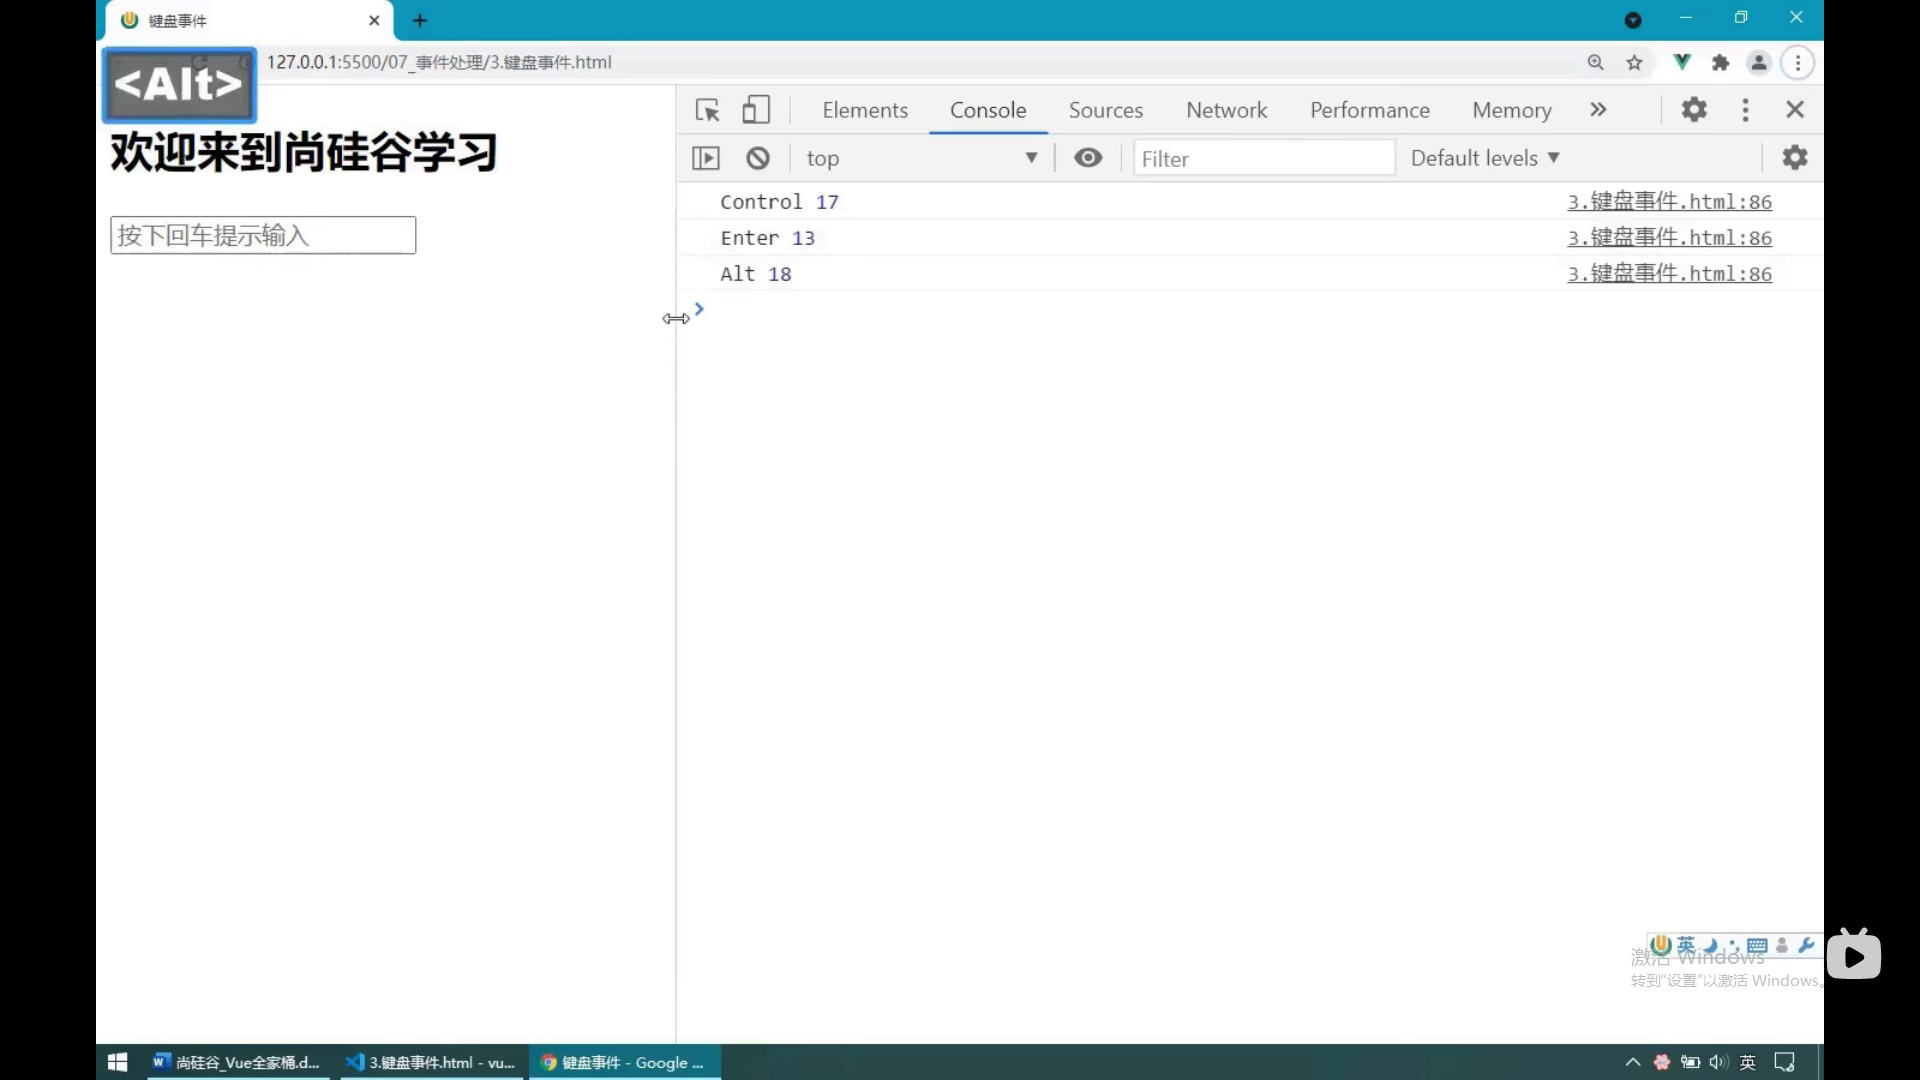 键盘事件
127.0.0.1:5500/07_事件处理/3.键盘事件.html
<Alt>
欢迎来到尚硅谷学习
按下回车提示输入
Elements Console Sources Network Performance Memory
top Filter Default levels
Control 17 3.键盘事件.html:86
Enter 13 3.键盘事件.html:86
Alt 18 3.键盘事件.html:86
英
激活 Windows
转到"设置"以激活 Windows。
尚硅谷_Vue全家桶.d... 3.键盘事件.html - vu... 键盘事件 - Google ... 英